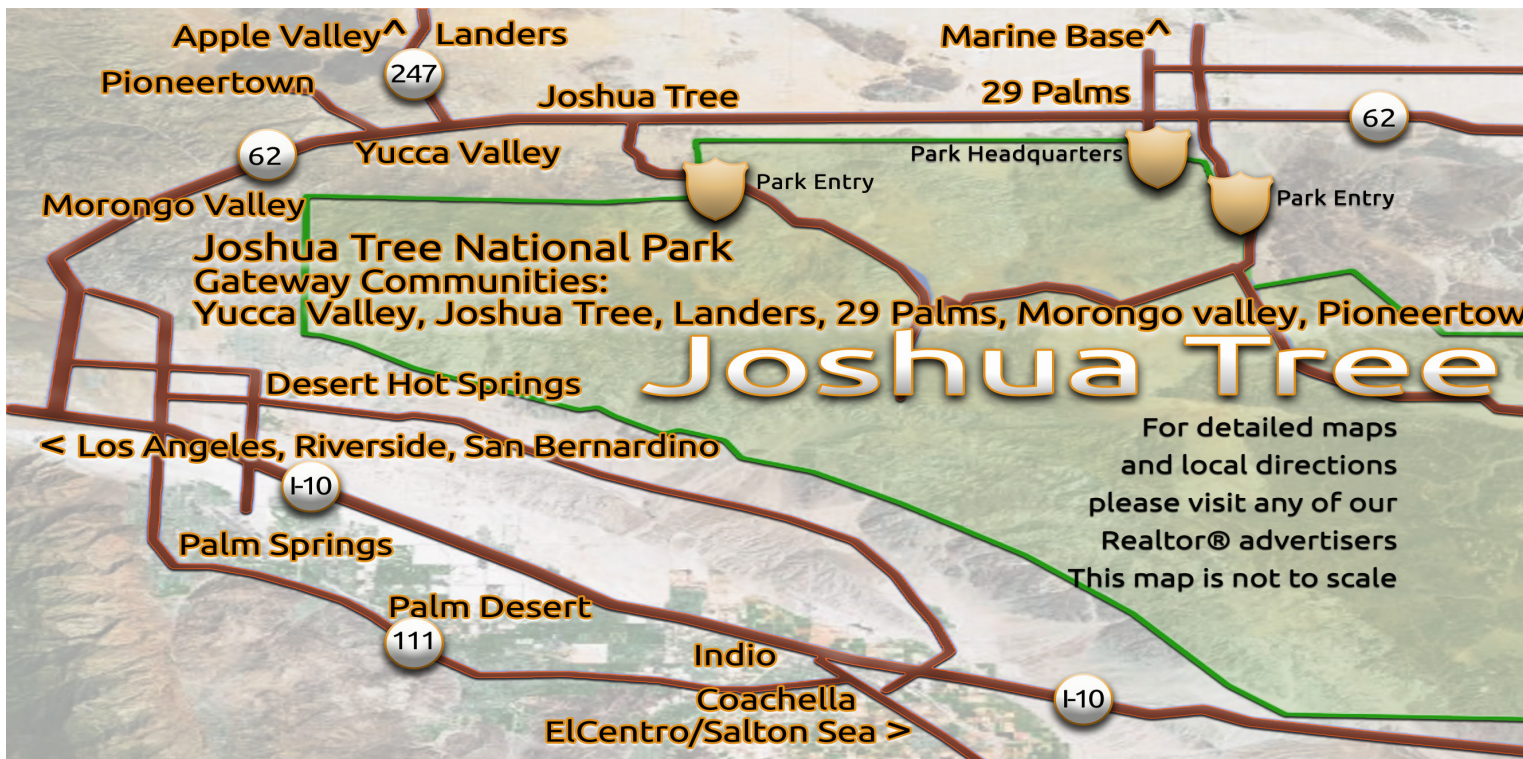 Apple Valley^ Landers
Marine Base^
247
Pioneertown
Joshua Tree
29 Palms
62
62
Yucca Valley
Park Headquarters
Park Entry
Park Entry
Morongo Valley
Joshua Tree National Park
Gateway Communities:
Yucca Valley, Joshua Tree, Landers, 29 Palms, Morongo valley, Pioneertow
Joshua Tree
Desert Hot Springs
For detailed maps
and local directions
please visit any of our
Realtor® advertisers
This map is not to scale
< Los Angeles, Riverside, San Bernardino
I-10
Palm Springs
Palm Desert
111
Indio
Coachella
I-10
ElCentro/Salton Sea >